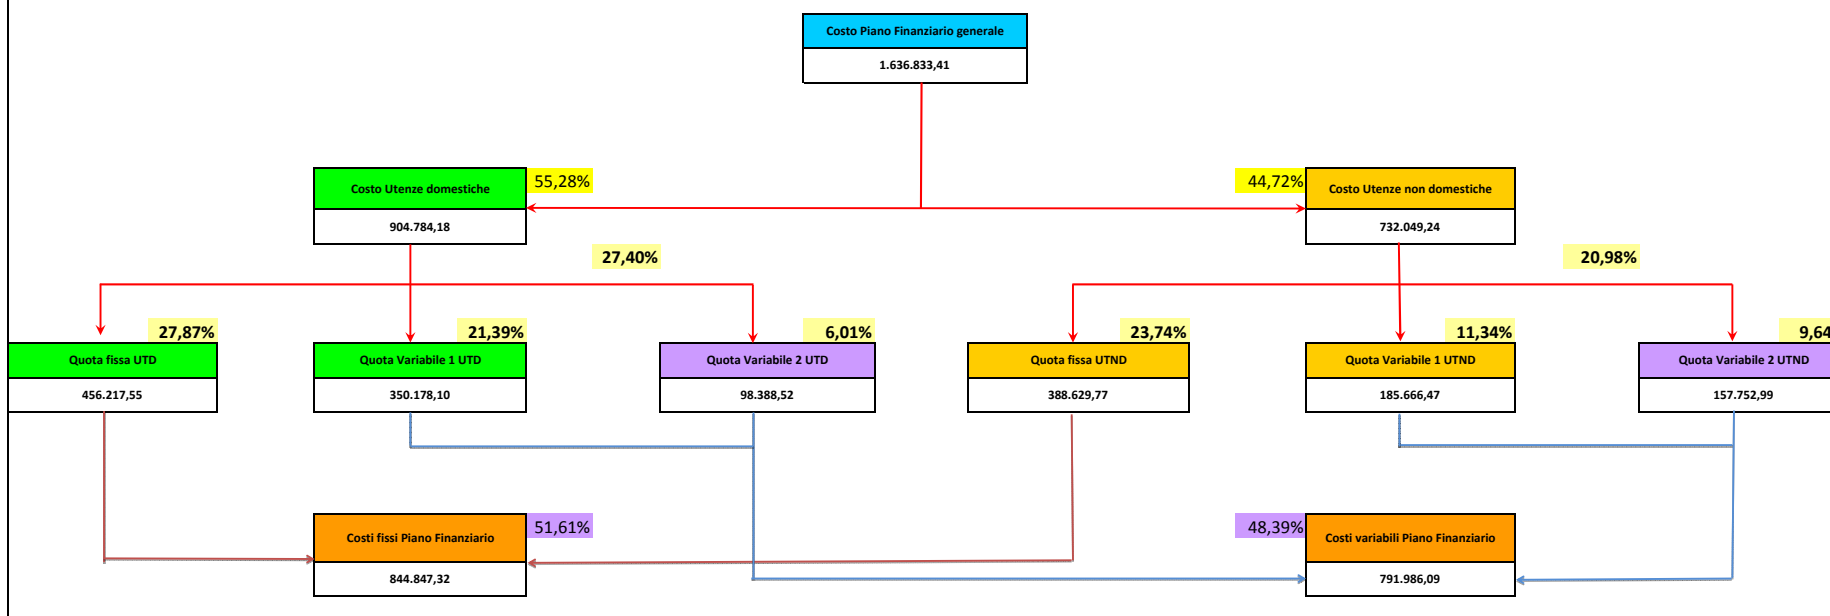 Costo Piano Finanziario generale
1.636.833,41
Costo Utenze domestiche
55,28%
44,72%
Costo Utenze non domestiche
904.784,18
732.049,24
27,40%
20,98%
27,87%
21,39%
6,01%
23,74%
11,34%
9,64
Quota fissa UTD
Quota Variabile 1 UTD
Quota Variabile 2 UTD
Quota fissa UTND
Quota Variabile 1 UTND
Quota Variabile 2 UTND
456.217,55
350.178,10
98.388,52
388.629,77
185.666,47
157.752,99
Costi fissi Piano Finanziario
51,61%
48,39%
Costi variabili Piano Finanziario
844.847,32
791.986,09